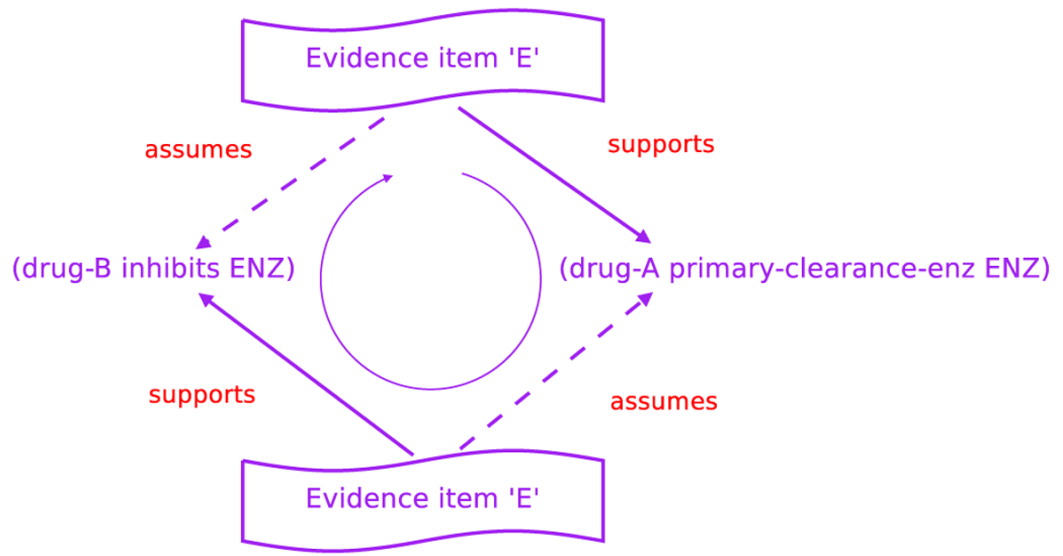 Evidence item 'E'
assumes
supports
(drug-B inhibits ENZ)
(drug-A primary-clearance-enz ENZ)
supports
assumes
Evidence item 'E'